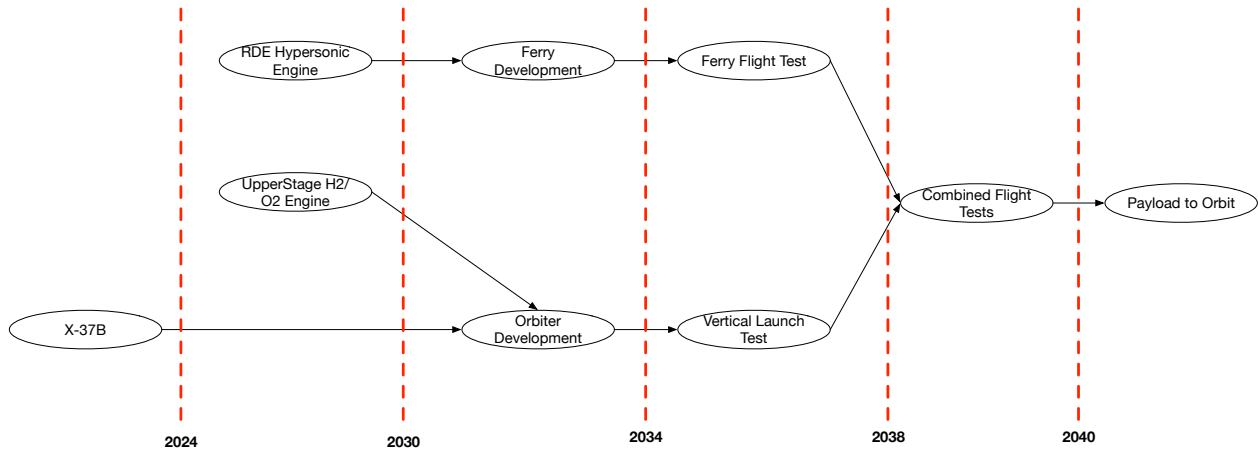 RDE Hypersonic
Engine
Ferry
Development
Ferry Flight Test
UpperStage H2/
O2 Engine
Combined Flight
Tests
Payload to Orbit
X-37B
Orbiter
Development
Vertical Launch
Test
2024
2030
2034
2038
2040